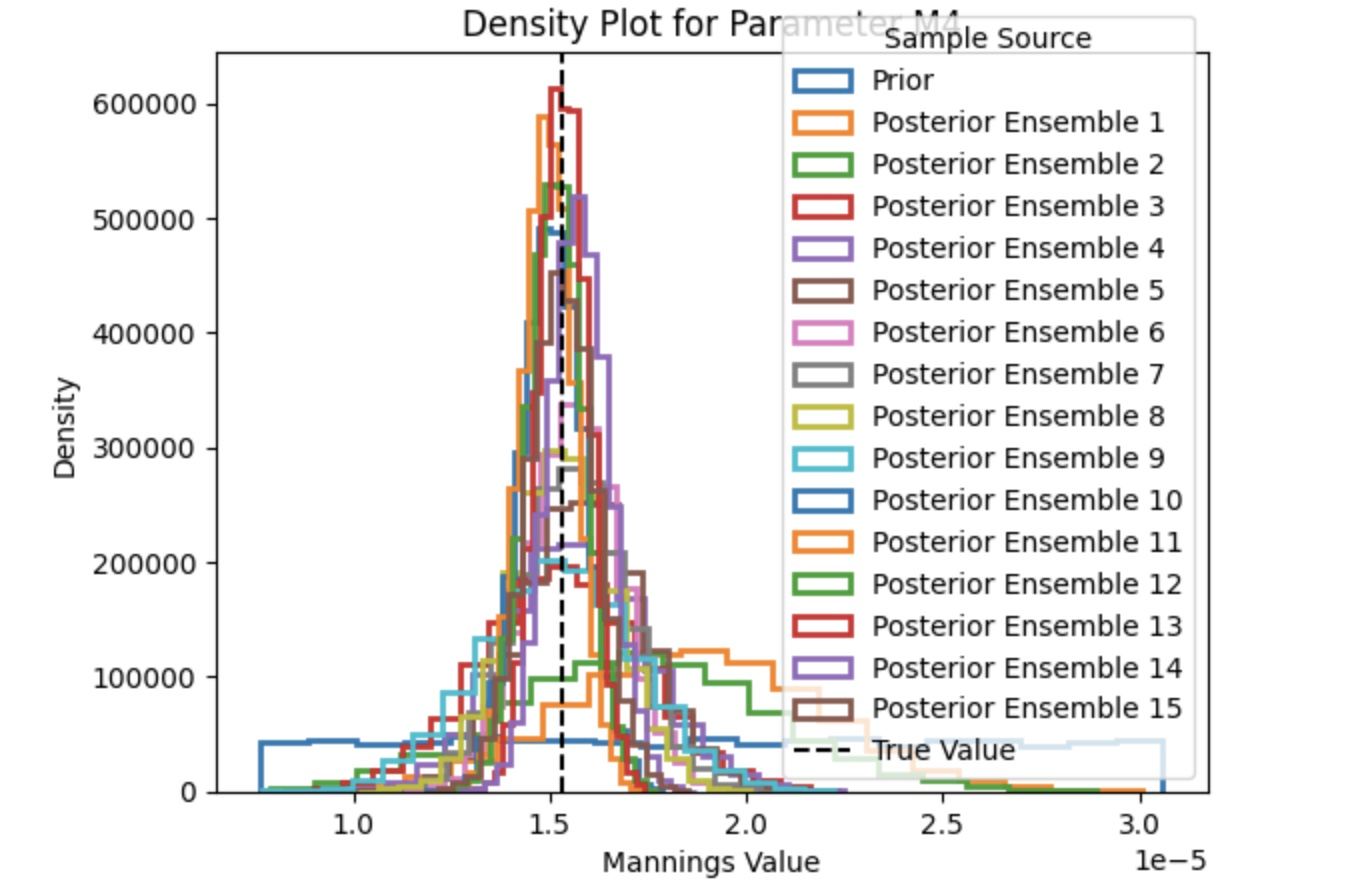 Density Plot for Parameter M4
Sample Source
Prior
Posterior Ensemble 1
Posterior Ensemble 2
Posterior Ensemble 3
Posterior Ensemble 4
Posterior Ensemble 5
Posterior Ensemble 6
Posterior Ensemble 7
Posterior Ensemble 8
Posterior Ensemble 9
Posterior Ensemble 10
Posterior Ensemble 11
Posterior Ensemble 12
Posterior Ensemble 13
Posterior Ensemble 14
Posterior Ensemble 15
True Value
Density
600000
500000
400000
300000
200000
100000
0
1.0 1.5 2.0 2.5 3.0
1e−5
Mannings Value